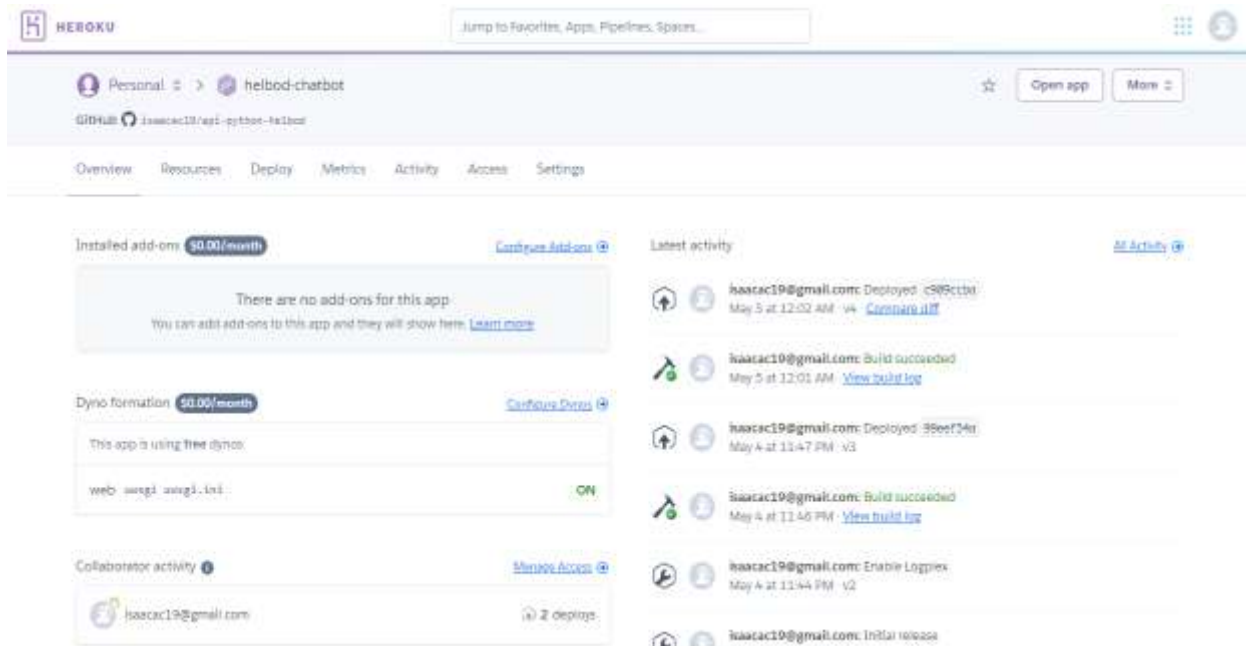 HEROKU
Jump to Favorites, Apps, Pipelines, Spaces...
Personal > helbod-chatbot
Open app
More
GitHub isaacac19/api-python-helbod
Overview Resources Deploy Metrics Activity Access Settings
Installed add-ons $0.00/month
Configure Add-ons
There are no add-ons for this app
You can add add-ons to this app and they will show here. Learn more
Dyno formation $0.00/month
Configure Dynos
This app is using free dynos
web uwsgi uwsgi.ini
ON
Collaborator activity
Manage Access
isaacac19@gmail.com
2 deploys
Latest activity
All Activity
isaacac19@gmail.com: Deployed
May 5 at 12:02 AM · v4 · Compare diff
isaacac19@gmail.com: Build succeeded
May 5 at 12:01 AM · View build log
isaacac19@gmail.com: Deployed
May 4 at 11:47 PM · v3
isaacac19@gmail.com: Build succeeded
May 4 at 11:46 PM · View build log
isaacac19@gmail.com: Enable Logplex
May 4 at 11:44 PM · v2
isaacac19@gmail.com: Initial release